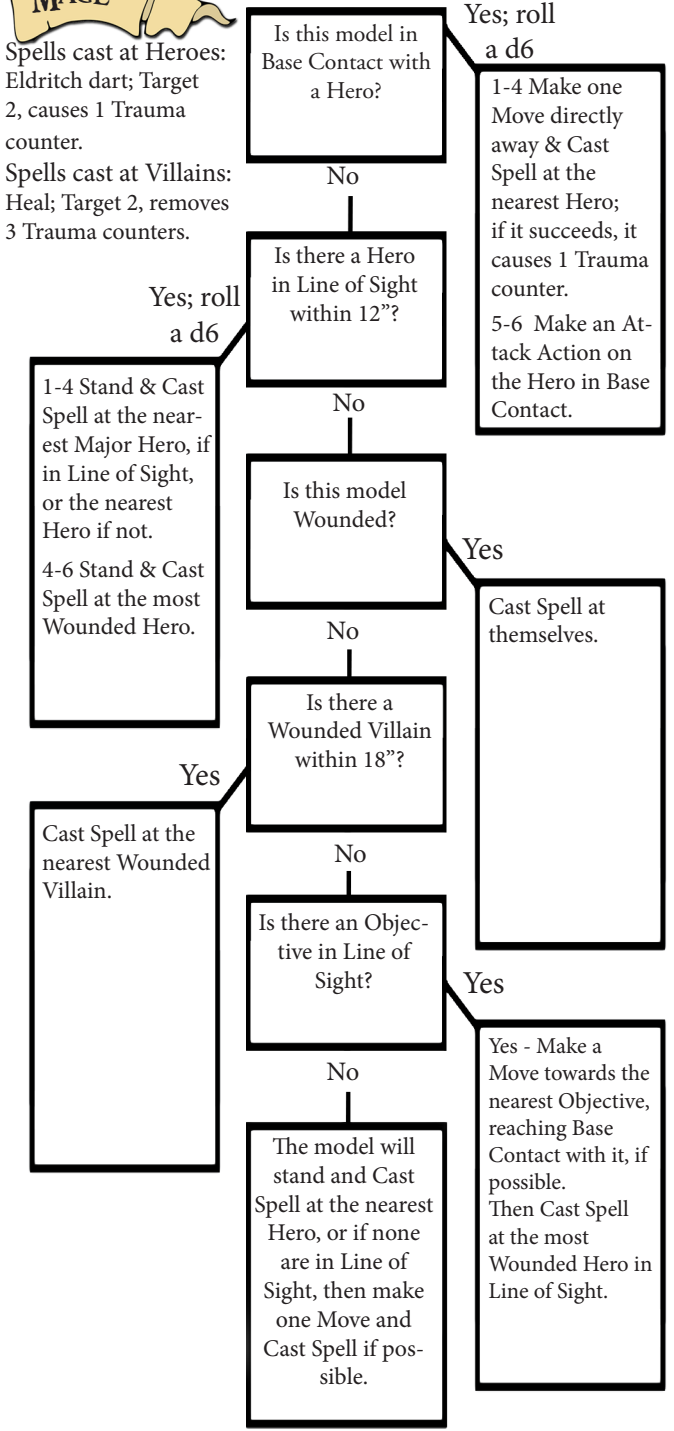 MAGE
Spells cast at Heroes:
Eldritch dart; Target
2, causes 1 Trauma
counter.
Spells cast at Villains:
Heal; Target 2, removes
3 Trauma counters.
Is this model in
Base Contact with
a Hero?
Yes; roll
a d6
1-4 Make one
Move directly
away & Cast
Spell at the
nearest Hero;
if it succeeds, it
causes 1 Trauma
counter.
5-6 Make an At-
tack Action on
the Hero in Base
Contact.
No
Is there a Hero
in Line of Sight
within 12”?
Yes; roll
a d6
1-4 Stand & Cast
Spell at the near-
est Major Hero, if
in Line of Sight,
or the nearest
Hero if not.
4-6 Stand & Cast
Spell at the most
Wounded Hero.
No
Is this model
Wounded?
Yes
Cast Spell at
themselves.
No
Is there a
Wounded Villain
within 18”?
Yes
Cast Spell at the
nearest Wounded
Villain.
No
Is there an Objec-
tive in Line of
Sight?
Yes
Yes - Make a
Move towards the
nearest Objective,
reaching Base
Contact with it, if
possible.
Then Cast Spell
at the most
Wounded Hero in
Line of Sight.
No
The model will
stand and Cast
Spell at the nearest
Hero, or if none
are in Line of
Sight, then make
one Move and
Cast Spell if pos-
sible.